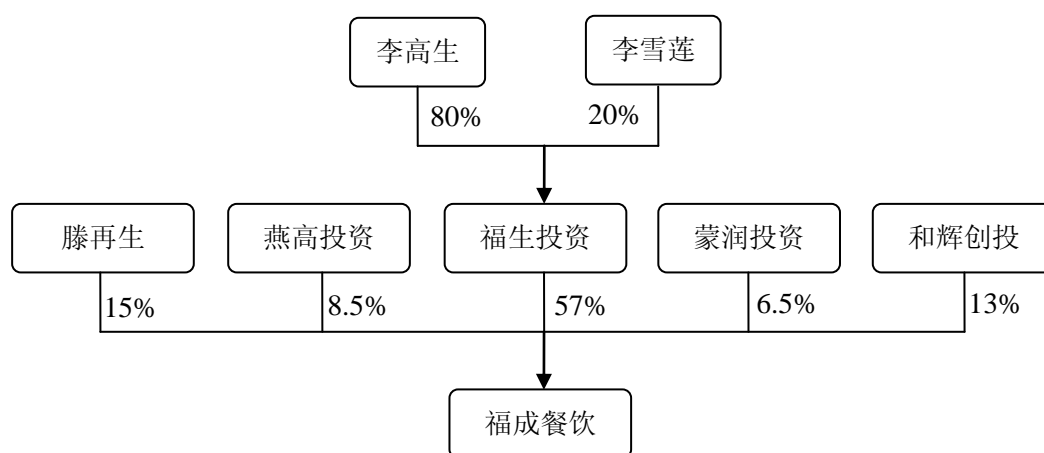 李高生
李雪莲
80%
20%
滕再生
燕高投资
福生投资
蒙润投资
和辉创投
15%
8.5%
57%
6.5%
13%
福成餐饮